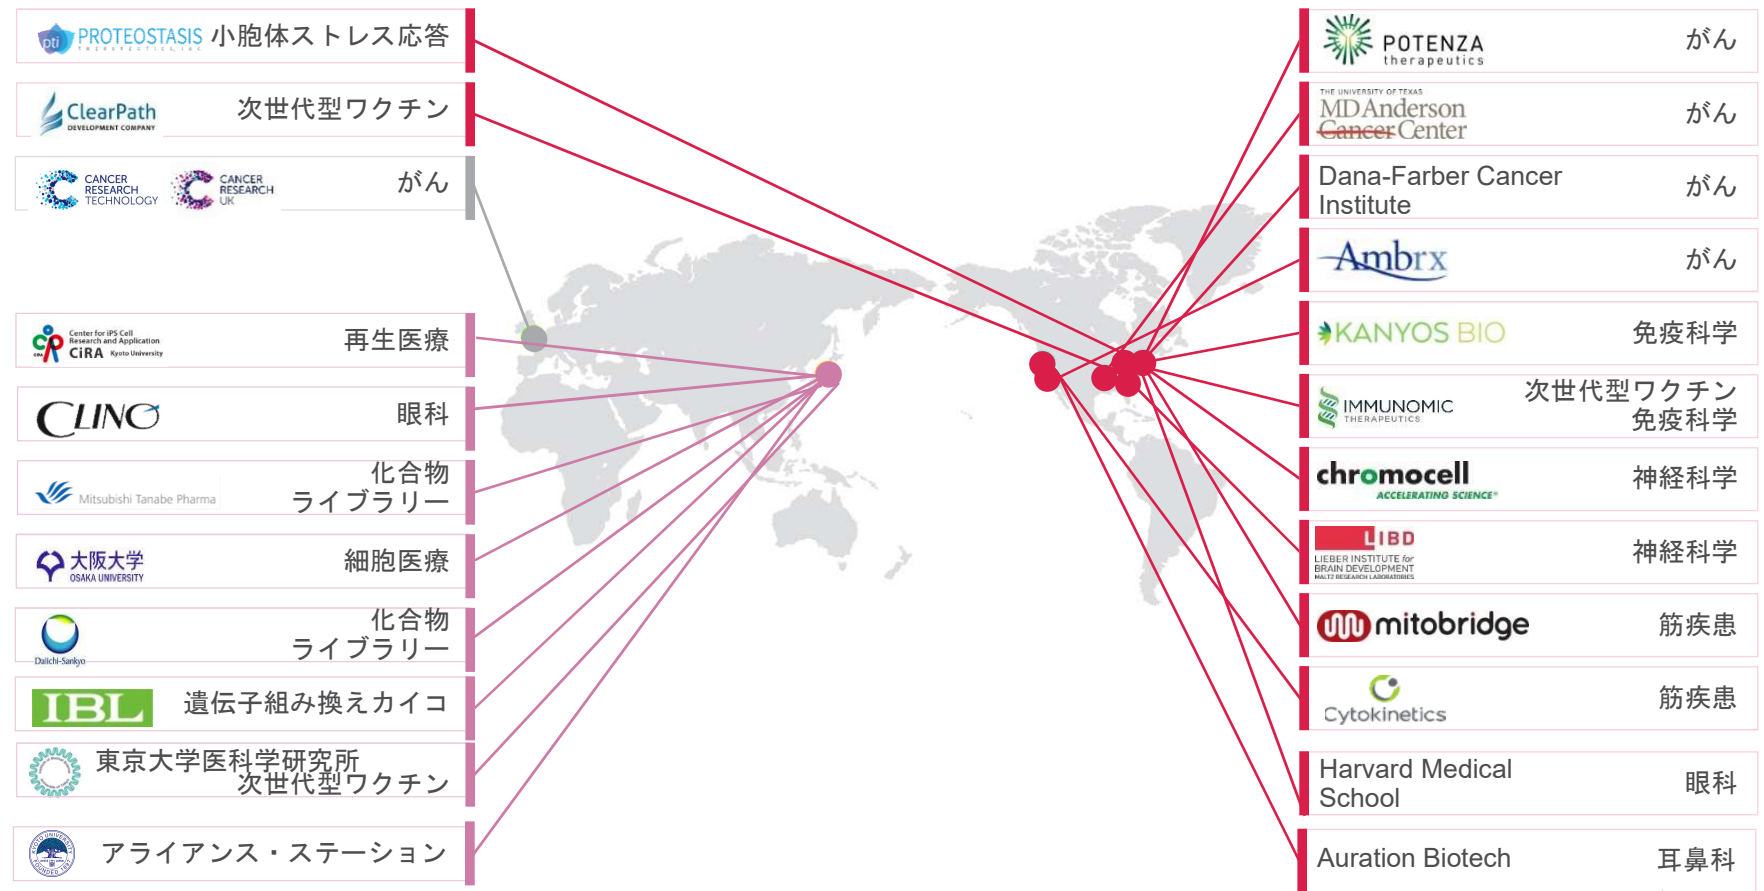 pti PROTEOSTASIS 小胞体ストレス応答
THERAPEUTICS, INC.
ClearPath 次世代型ワクチン
DEVELOPMENT COMPANY
CANCER
RESEARCH
TECHNOLOGY
CANCER
RESEARCH
UK
がん
Center for iPS Cell
Research and Application
CiRA Kyoto University
再生医療
CLINO 眼科
Mitsubishi Tanabe Pharma
化合物
ライブラリー
大阪大学
OSAKA UNIVERSITY
細胞医療
Daiichi-Sankyo
化合物
ライブラリー
IBL 遺伝子組み換えカイコ
東京大学医科学研究所
次世代型ワクチン
アライアンス・ステーション
POTENZA
therapeutics
がん
THE UNIVERSITY OF TEXAS
MD Anderson
Cancer Center
がん
Dana-Farber Cancer
Institute
がん
Ambrx がん
KANYOS BIO 免疫科学
IMMUNOMIC
THERAPEUTICS
次世代型ワクチン
免疫科学
chromocell
ACCELERATING SCIENCE
神経科学
LIBD
LIEBER INSTITUTE for
BRAIN DEVELOPMENT
MALTZ RESEARCH LABORATORIES
神経科学
mitobridge 筋疾患
Cytokinetics 筋疾患
Harvard Medical
School
眼科
Auration Biotech 耳鼻科